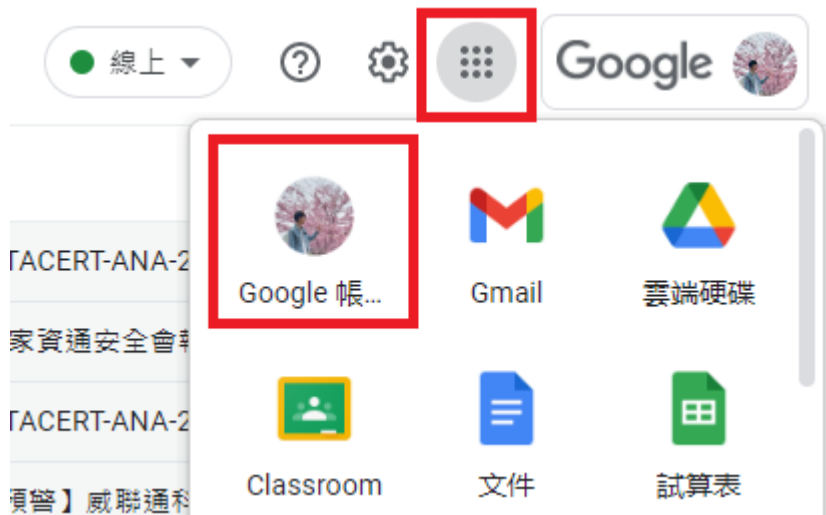 線上
Google
Google 帳...
Gmail
雲端硬碟
Classroom
文件
試算表
TACERT-ANA-2
家資通安全會
TACERT-ANA-2
預警】威聯通科